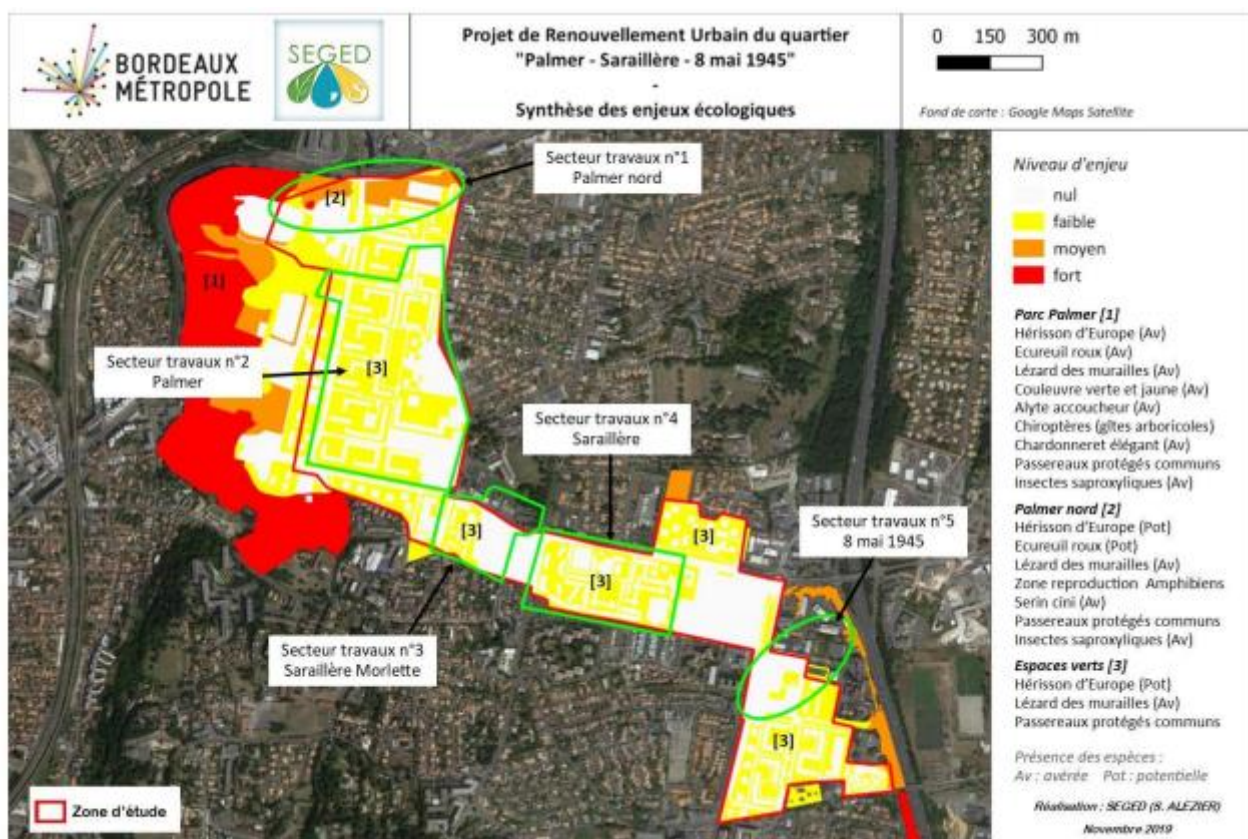 BORDEAUX
MÉTROPOLE
SEGED
Projet de Renouvellement Urbain du quartier
"Palmer - Saraillère - 8 mai 1945"
-
Synthèse des enjeux écologiques
0 150 300 m
Fond de carte : Google Maps Satellite
Secteur travaux n°1
Palmer nord
[2]
[1]
Secteur travaux n°2
Palmer
[3]
Secteur travaux n°4
Saraillère
[3]
[3]
[3]
Secteur travaux n°5
8 mai 1945
Secteur travaux n°3
Saraillère Morlette
[3]
Zone d'étude
Niveau d'enjeu
nul
faible
moyen
fort
Parc Palmer [1]
Hérisson d'Europe (Av)
Ecureuil roux (Av)
Lézard des murailles (Av)
Couleuvre verte et jaune (Av)
Alyte accoucheur (Av)
Chiroptères (gîtes arboricoles)
Chardonneret élégant (Av)
Passereaux protégés communs
Insectes saproxyliques (Av)
Palmer nord [2]
Hérisson d'Europe (Pot)
Ecureuil roux (Pot)
Lézard des murailles (Av)
Zone reproduction Amphibiens
Serin cini (Av)
Passereaux protégés communs
Insectes saproxyliques (Av)
Espaces verts [3]
Hérisson d'Europe (Pot)
Lézard des murailles (Av)
Passereaux protégés communs
Présence des espèces :
Av : avérée Pot : potentielle
Réalisation : SEGED (S. ALEZIER)
Novembre 2019